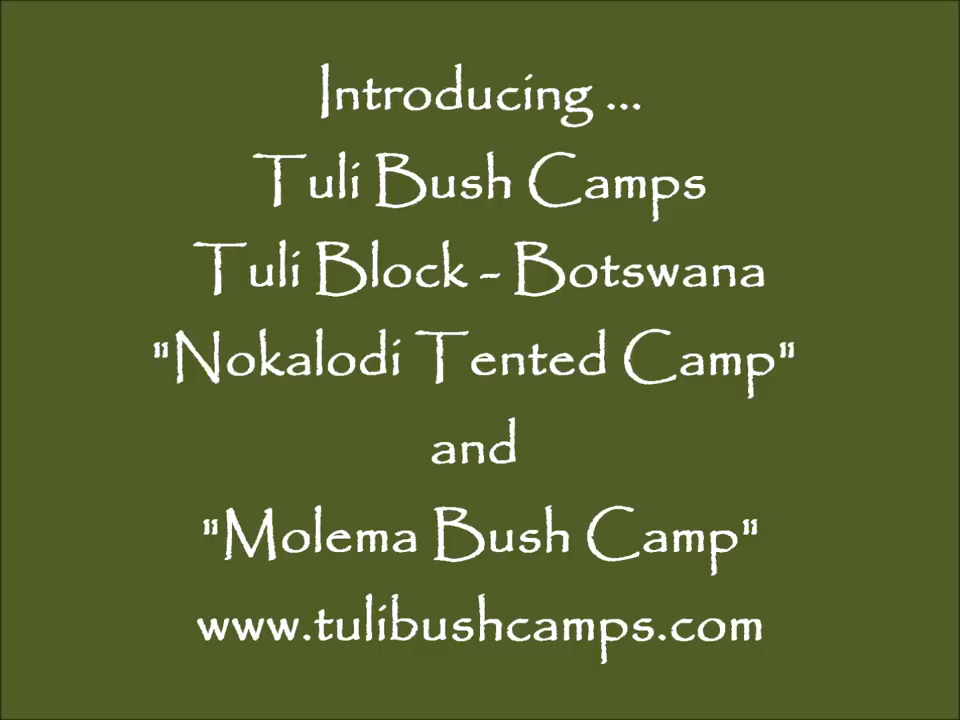 Introducing ...
Tuli Bush Camps
Tuli Block - Botswana
"Nokalodi Tented Camp"
and
"Molema Bush Camp"
www.tulibushcamps.com